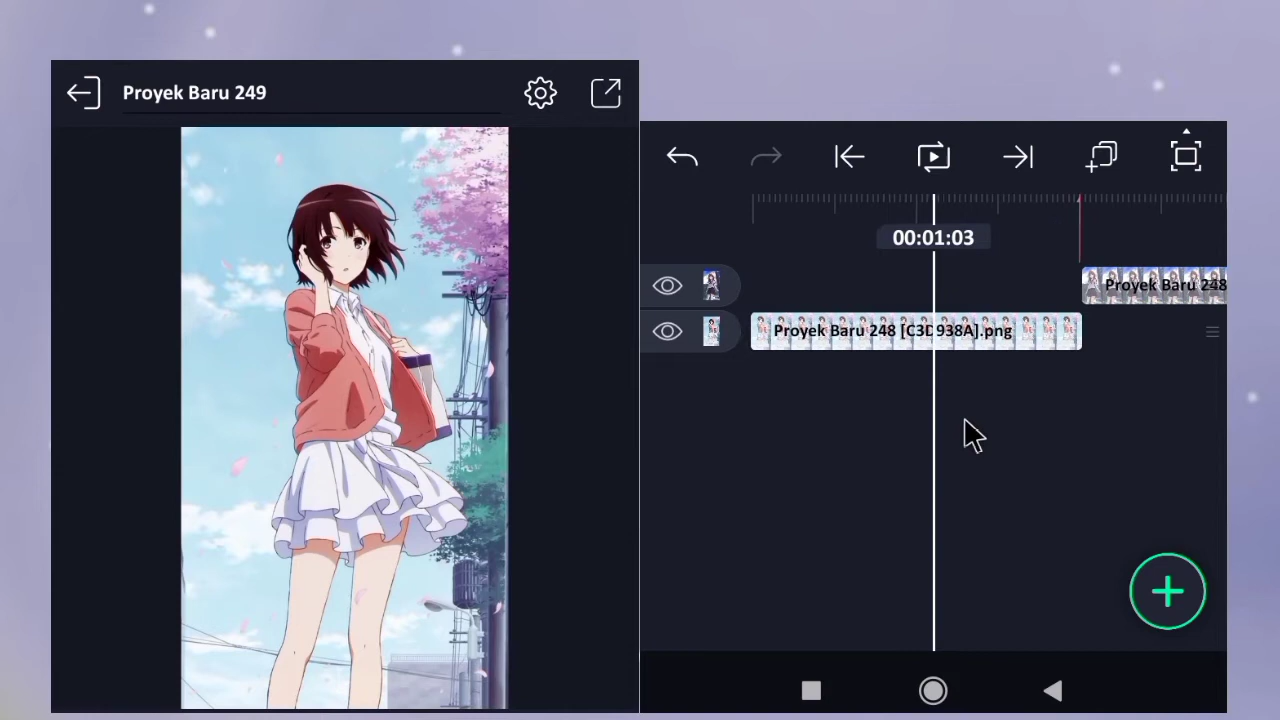 Proyek Baru 249
00:01:03
Proyek Baru 248
Proyek Baru 248 [C3D938A].png